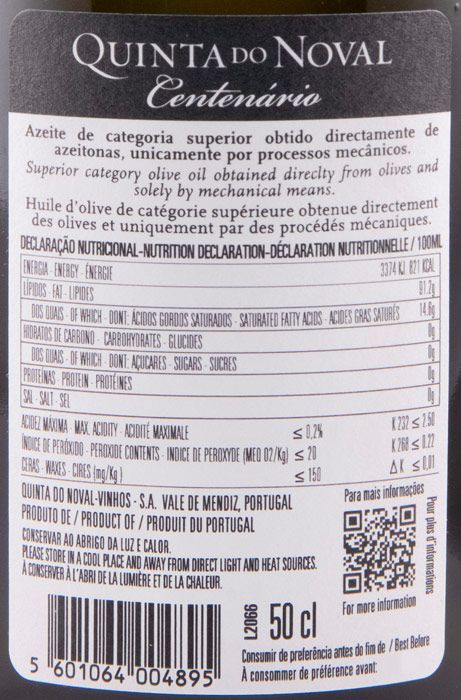 QUINTA DO NOVAL
Centenário
Azeite de categoria superior obtido directamente de
azeitonas, unicamente por processos mecânicos.
Superior category olive oil obtained direclty from olives and
solely by mechanical means.
Huile d'olive de catégorie supérieure obtenue directement
des olives et uniquement par des procédés mécaniques.
DECLARAÇÃO NUTRICIONAL-NUTRITION DECLARATION-DÉCLARATION NUTRITIONNELLE / 100ML
ENERGIA - ENERGY - ÉNERGIE 3374 KJ 821 KCAL
LÍPIDOS - FAT - LIPIDES 91.2g
DOS QUAIS - OF WHICH - DONT: ÁCIDOS GORDOS SATURADOS - SATURATED FATTY ACIDS - ACIDES GRAS SATURÉS 14.6g
HIDRATOS DE CARBONO - CARBOHYDRATES - GLUCIDES 0g
DOS QUAIS - OF WHICH - DONT: AÇUCARES - SUGARS - SUCRES 0g
PROTEÍNAS - PROTEIN - PROTÉINES 0g
SAL - SALT - SEL 0g
ACIDEZ MÁXIMA - MAX. ACIDITY - ACIDITÉ MAXIMALE ≤ 0,2% K 232 ≤ 2.50
ÍNDICE DE PERÓXIDO - PEROXIDE CONTENTS - INDICE DE PEROXYDE (MEO O2/Kg) ≤ 20 K 268 ≤ 0.22
CERAS - WAXES - CIRES (mg/Kg) ≤ 150 ΔK ≤ 0,01
QUINTA DO NOVAL-VINHOS - S.A. VALE DE MENDIZ, PORTUGAL
PRODUTO DE / PRODUCT OF / PRODUIT DU PORTUGAL
CONSERVAR AO ABRIGO DA LUZ E CALOR.
PLEASE STORE IN A COOL PLACE AND AWAY FROM DIRECT LIGHT AND HEAT SOURCES.
À CONSERVER À L'ABRI DE LA LUMIÈRE ET DE LA CHALEUR.
Para mais informações
Pour plus d'informations
For more information
L2066
50 cl
Consumir de preferência antes do fim de / Best Before
À consommer de préférence avant:
5 601064 004895